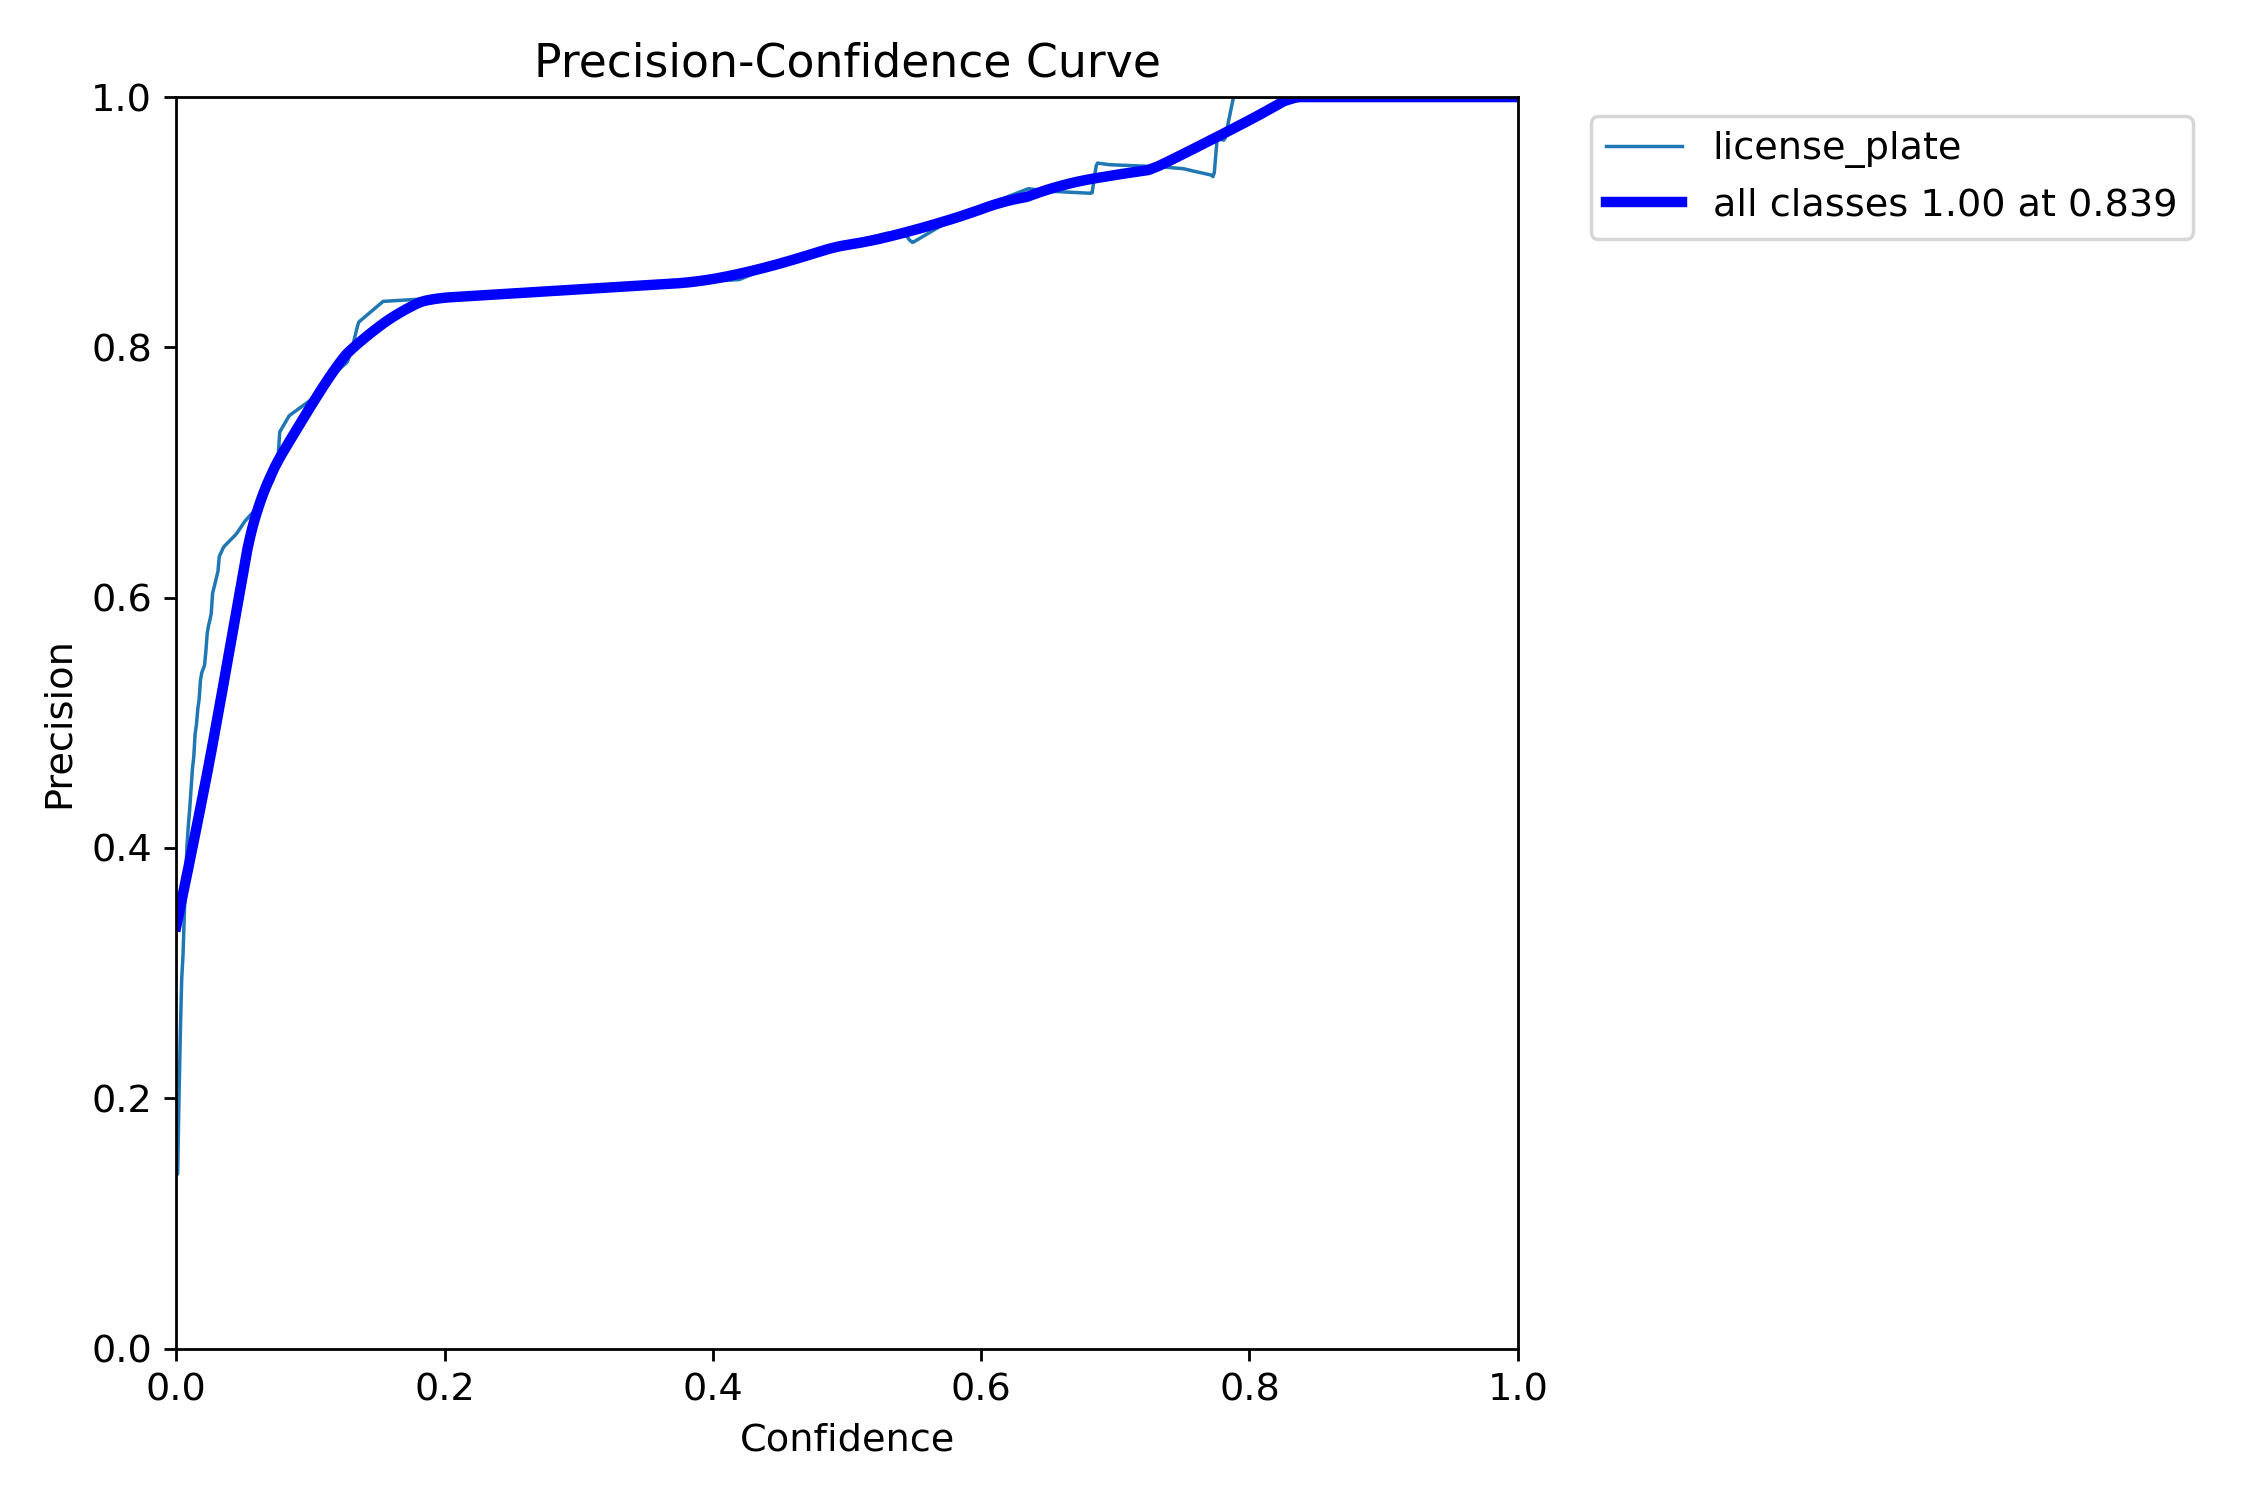 Precision-Confidence Curve
1.0
0.8
0.6
0.4
0.2
0.0
Precision
0.0 0.2 0.4 0.6 0.8 1.0
Confidence
license_plate
all classes 1.00 at 0.839